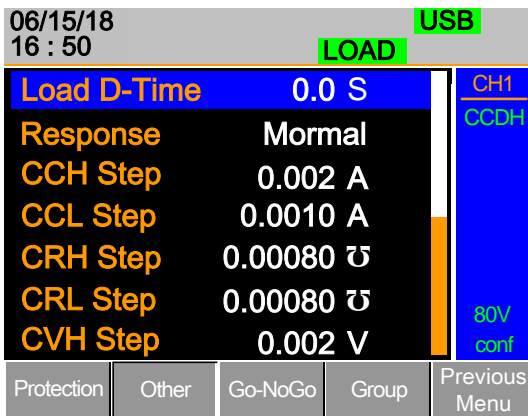 06/15/18 USB
16 : 50 LOAD
Load D-Time 0.0 S
Response Mormal
CCH Step 0.002 A
CCL Step 0.0010 A
CRH Step 0.00080 ℧
CRL Step 0.00080 ℧
CVH Step 0.002 V
CH1
CCDH
80V
conf
Protection Other Go-NoGo Group Previous
Menu